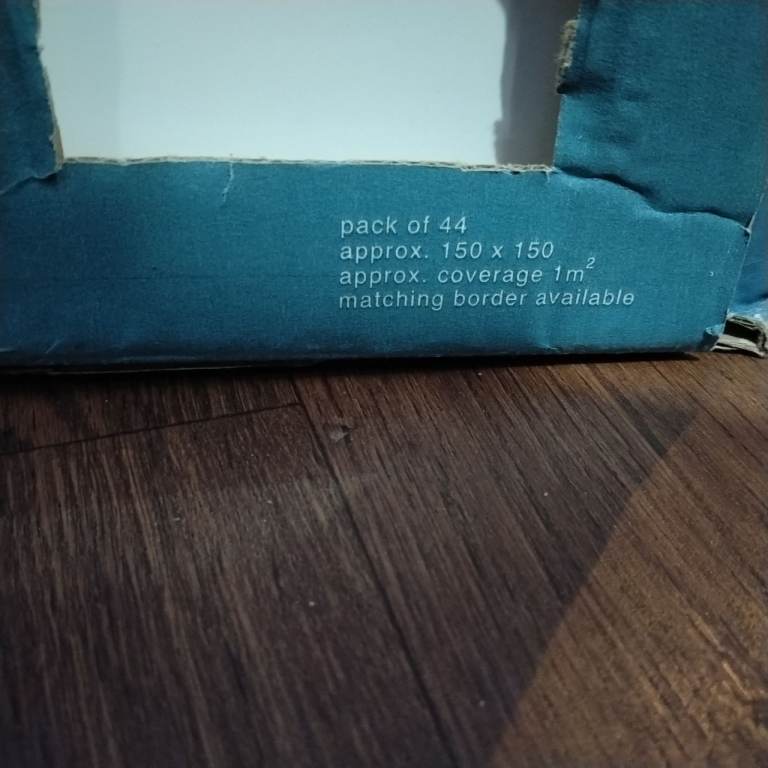 pack of 44
approx. 150 x 150
approx. coverage 1m²
matching border available